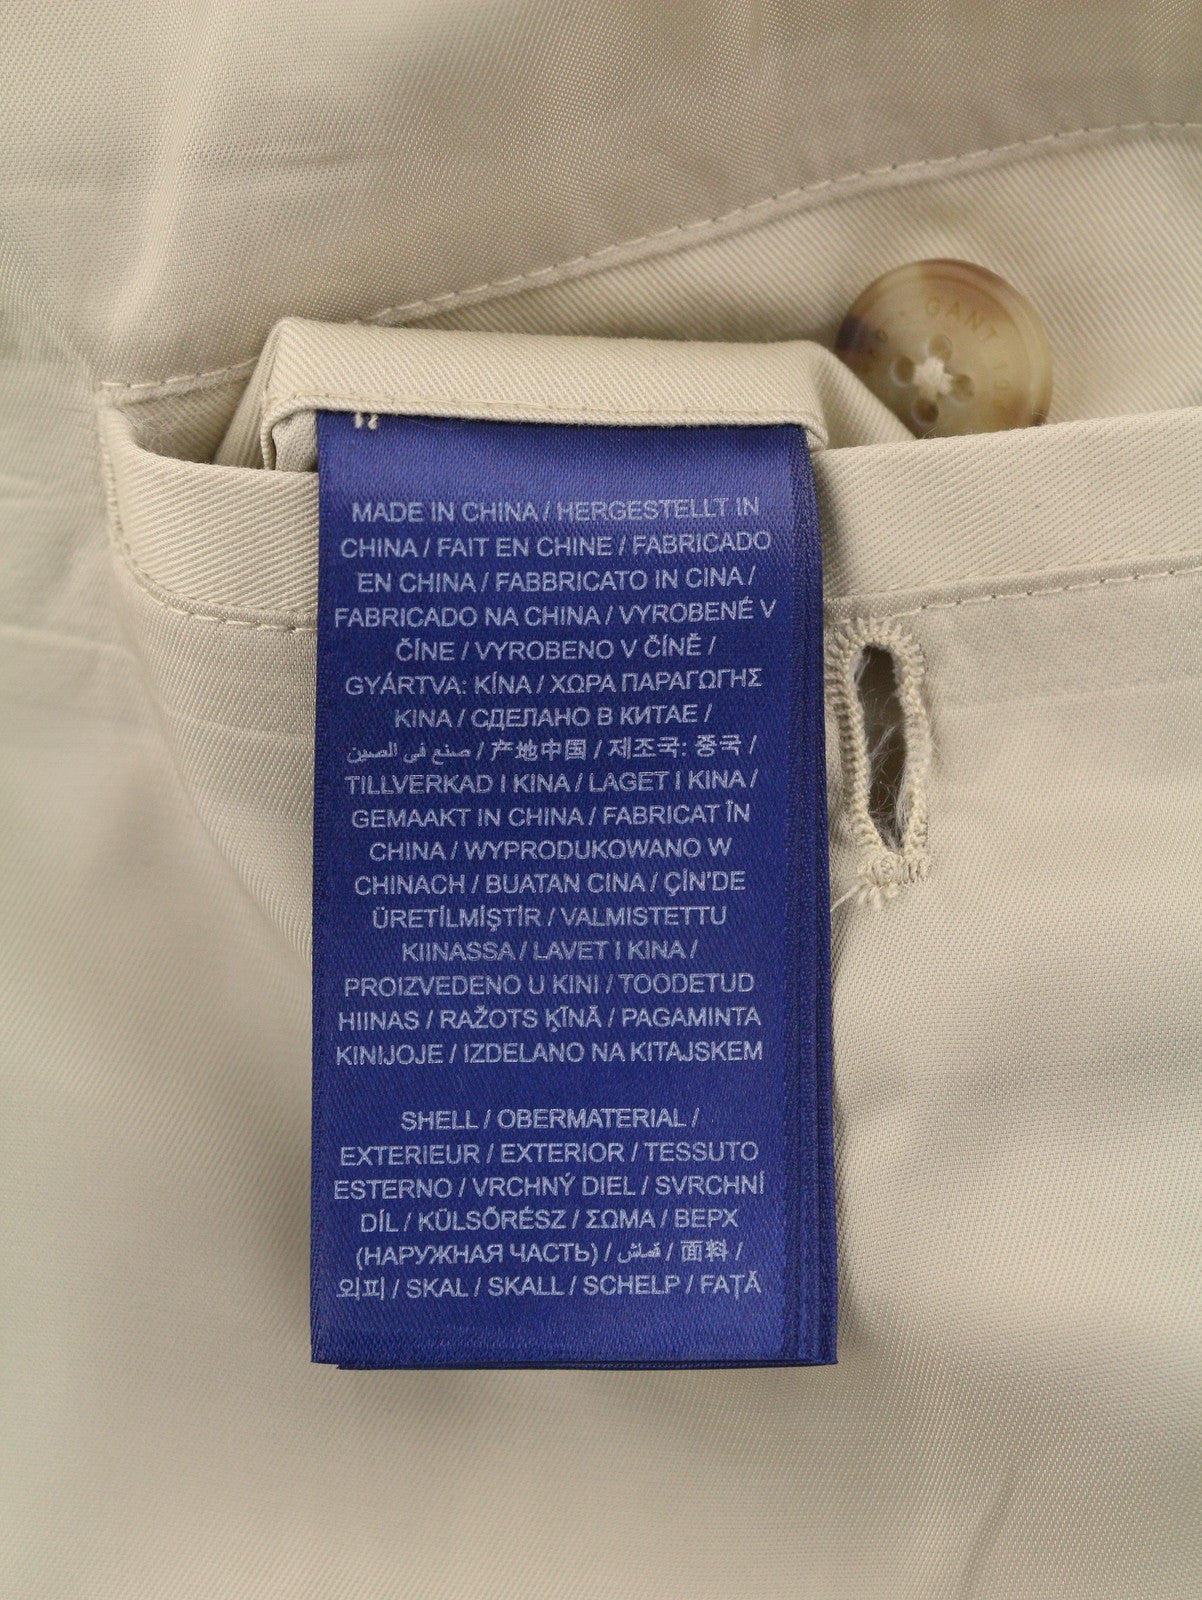 GANT 19
MADE IN CHINA / HERGESTELLT IN
CHINA / FAIT EN CHINE / FABRICADO
EN CHINA / FABBRICATO IN CINA /
FABRICADO NA CHINA / VYROBENÉ V
ČÍNE / VYROBENO V ČÍNĚ /
GYÁRTVA: KÍNA / ΧΩΡΑ ΠΑΡΑΓΩΓΗΣ
ΚΙΝΑ / СДЕЛАНО В КИТАЕ /
صنع في الصين / 产地中国 / 제조국: 중국 /
TILLVERKAD I KINA / LAGET I KINA /
GEMAAKT IN CHINA / FABRICAT ÎN
CHINA / WYPRODUKOWANO W
CHINACH / BUATAN CINA / ÇİN'DE
ÜRETİLMİŞTİR / VALMISTETTU
KIINASSA / LAVET I KINA /
PROIZVEDENO U KINI / TOODETUD
HIINAS / RAŽOTS ĶĪNĀ / PAGAMINTA
KINIJOJE / IZDELANO NA KITAJSKEM
SHELL / OBERMATERIAL /
EXTERIEUR / EXTERIOR / TESSUTO
ESTERNO / VRCHNÝ DIEL / SVRCHNÍ
DÍL / KÜLSŐRÉSZ / ΣΩΜΑ / ВЕРХ
(НАРУЖНАЯ ЧАСТЬ) / قماش / 面料 /
외피 / SKAL / SKALL / SCHELP / FAȚĂ